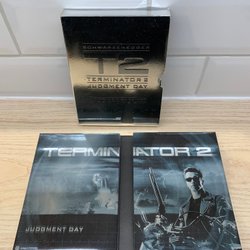 SCHWARZENEGGER
T2
TERMINATOR 2
JUDGMENT DAY
TERMINATOR 2
JUDGMENT DAY